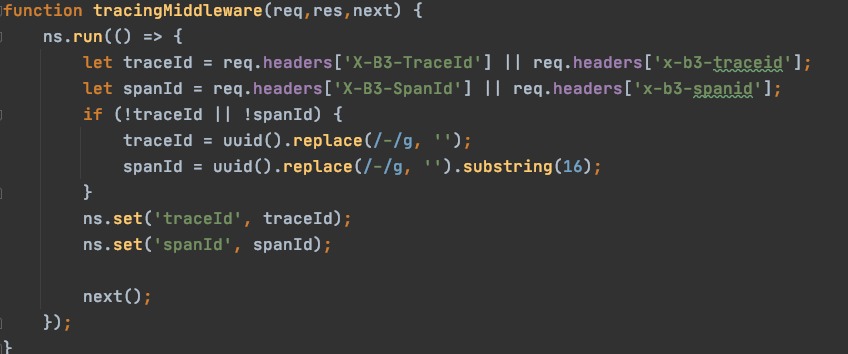 function tracingMiddleware(req,res,next) {
    ns.run(() => {
        let traceId = req.headers['X-B3-TraceId'] || req.headers['x-b3-traceid'];
        let spanId = req.headers['X-B3-SpanId'] || req.headers['x-b3-spanid'];
        if (!traceId || !spanId) {
            traceId = uuid().replace(/-/g, '');
            spanId = uuid().replace(/-/g, '').substring(16);
        }
        ns.set('traceId', traceId);
        ns.set('spanId', spanId);

        next();
    });
}